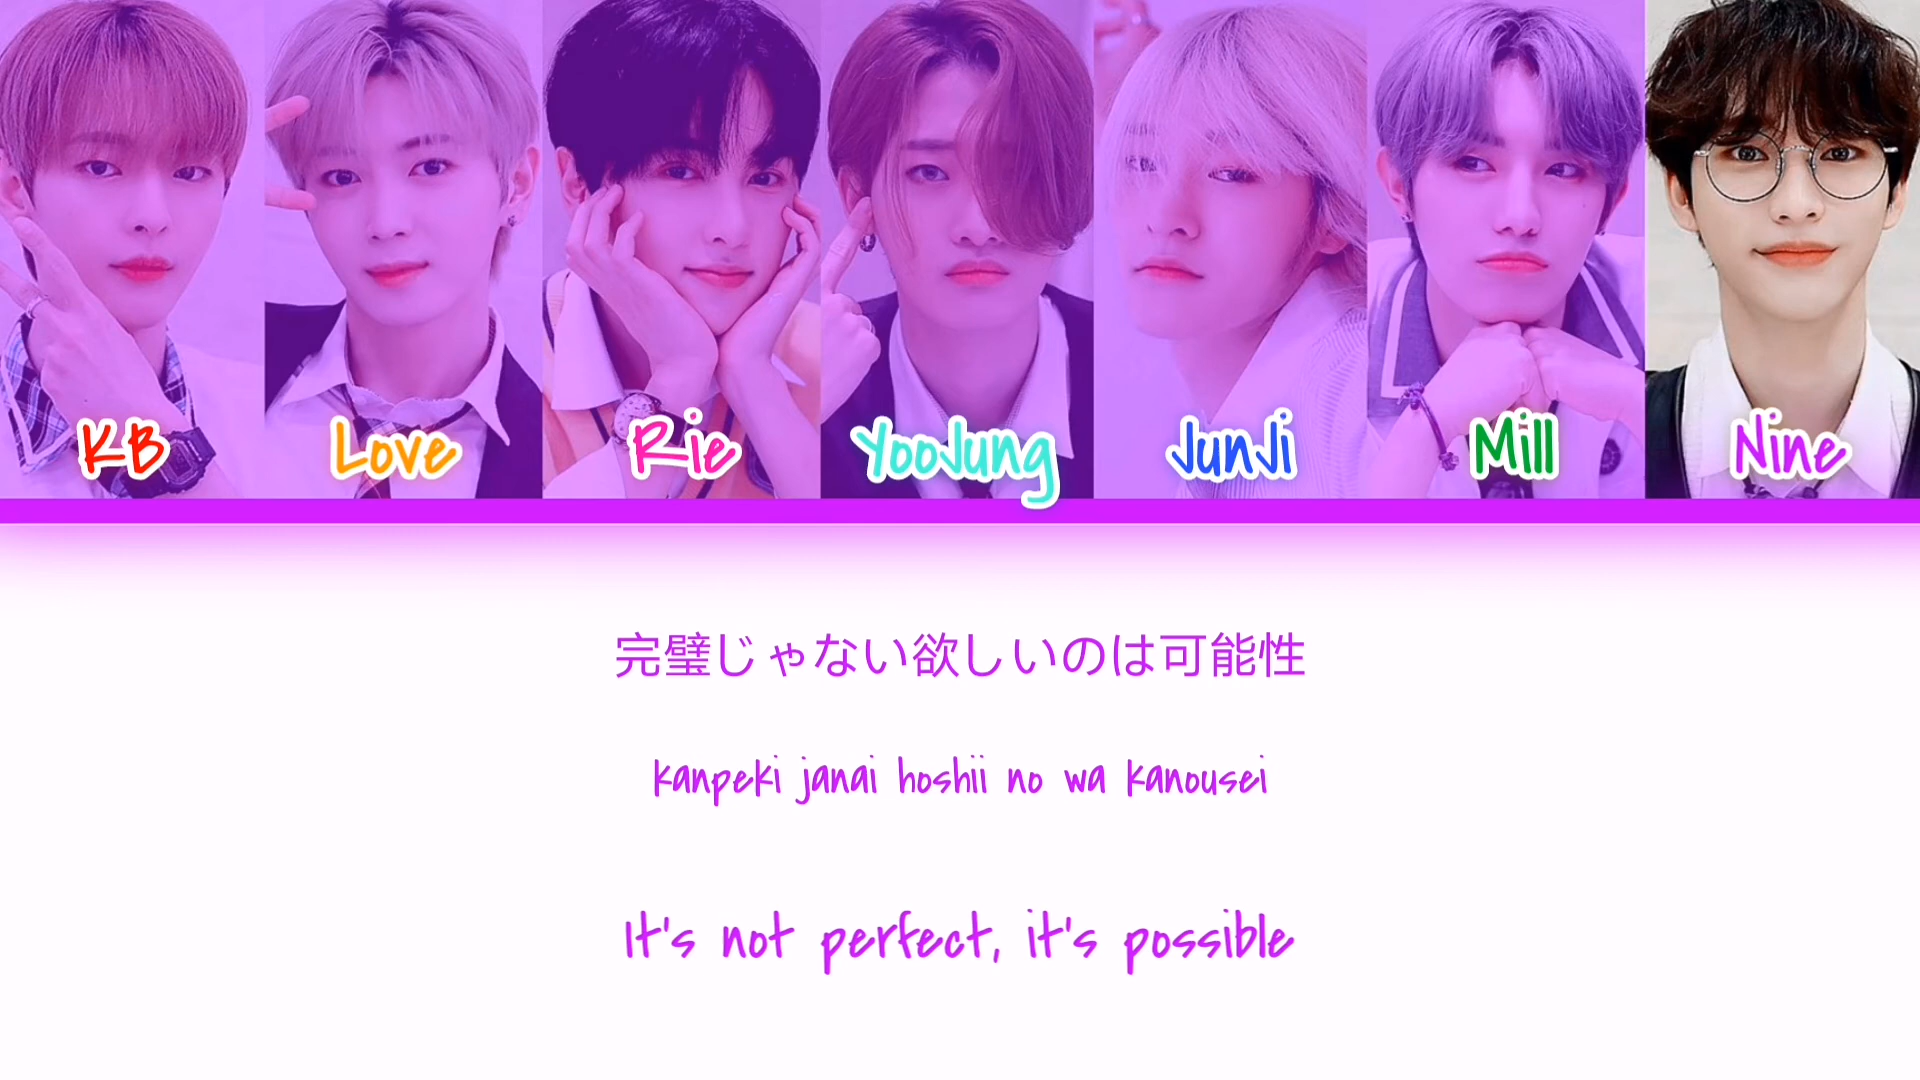 KB
Love
Rie
YooJung
JunJi
Mill
Nine
完璧じゃない欲しいのは可能性
kanpeki janai hoshii no wa kanousei
It's not perfect, it's possible